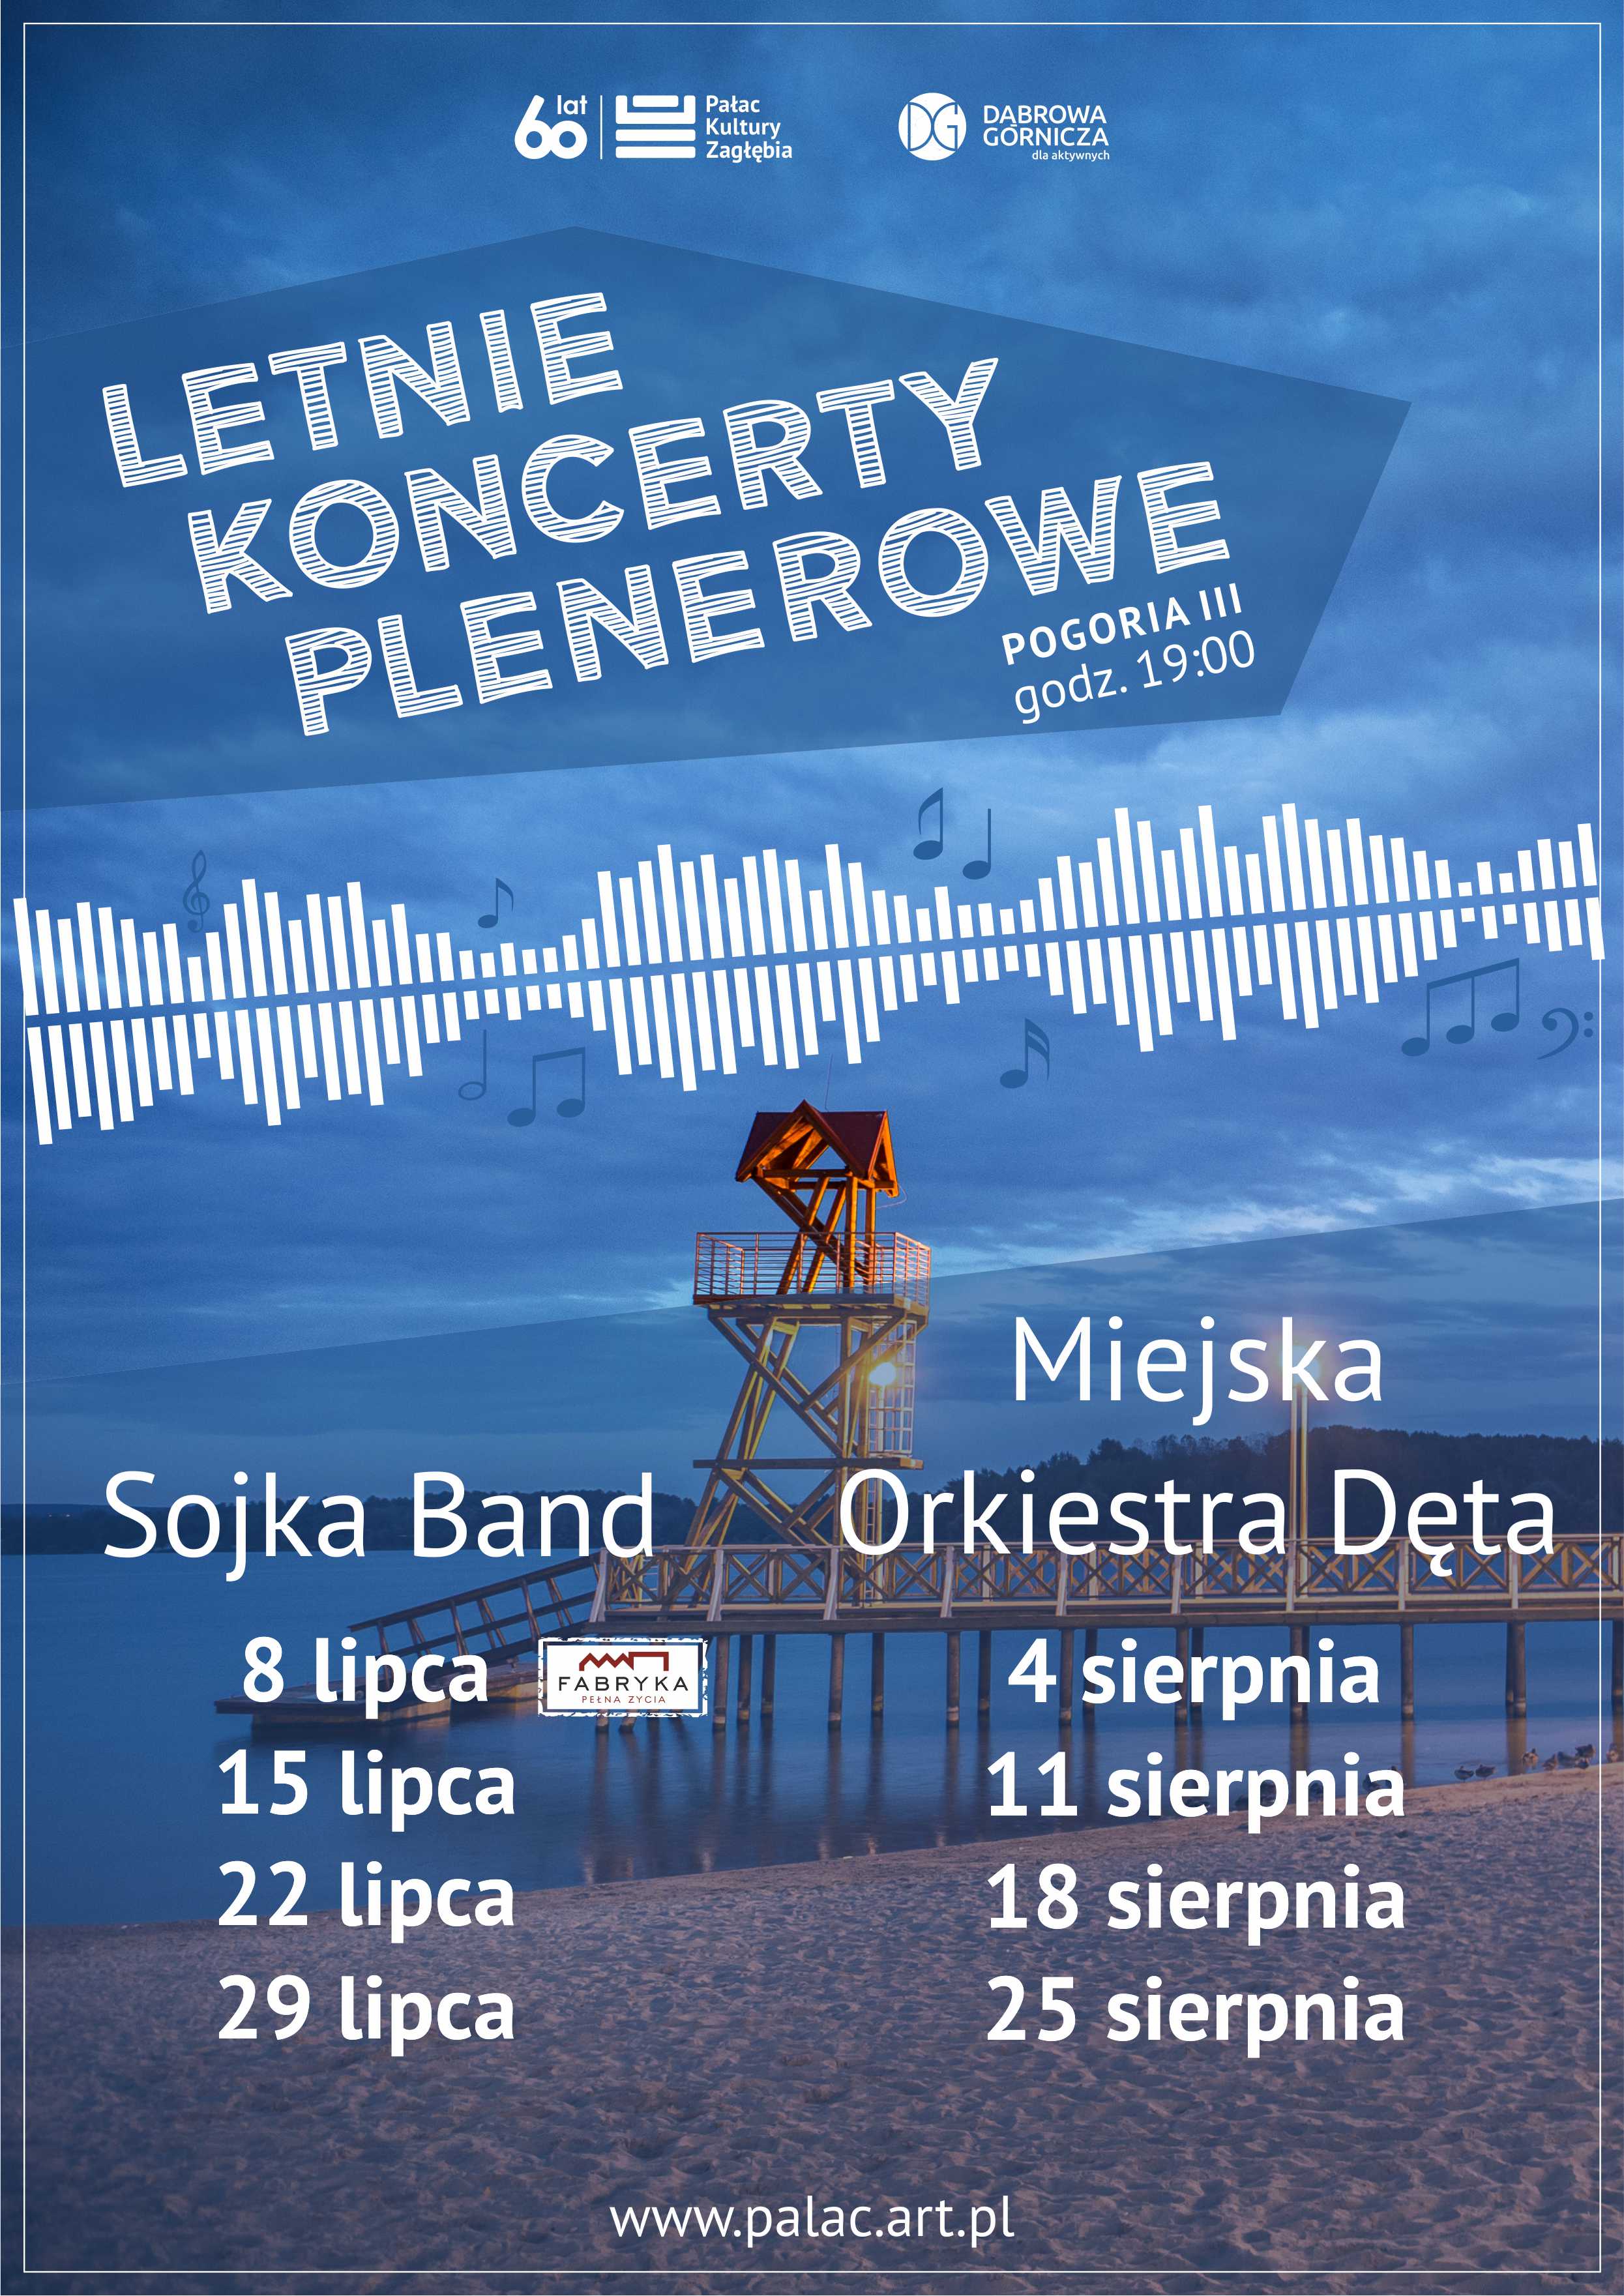 60 lat
Pałac
Kultury
Zagłębia
DG
DĄBROWA
GÓRNICZA
dla aktywnych
LETNIE
KONCERTY
PLENEROWE
POGORIA III
godz. 19:00
Sojka Band
8 lipca
FABRYKA
PEŁNA ŻYCIA
15 lipca
22 lipca
29 lipca
Miejska
Orkiestra Dęta
4 sierpnia
11 sierpnia
18 sierpnia
25 sierpnia
www.palac.art.pl